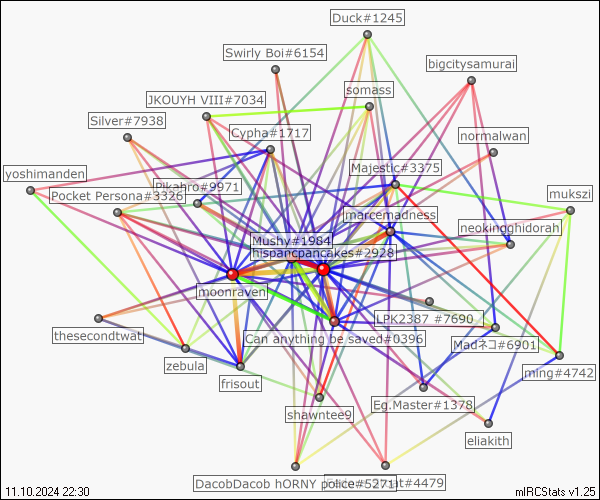 Duck#1245
Swirly Boi#6154
bigcitysamurai
somass
JKOUYH VIII#7034
Silver#7938
Cypha#1717
normalwan
Majestic#3375
yoshimanden
Pikahro#9971
Pocket Persona#3326
mukszi
marcemadness
neokingghidorah
Mushy#1984
hispancpancakes#2928
moonraven
LPK2387 #7690
thesecondtwat
Can anything be saved#0396
Madネコ#6901
zebula
ming#4742
frisout
Eg.Master#1378
shawntee9
eliakith
DacobDacob hORNY police#5271
#4479
11.10.2024 22:30
mIRCStats v1.25